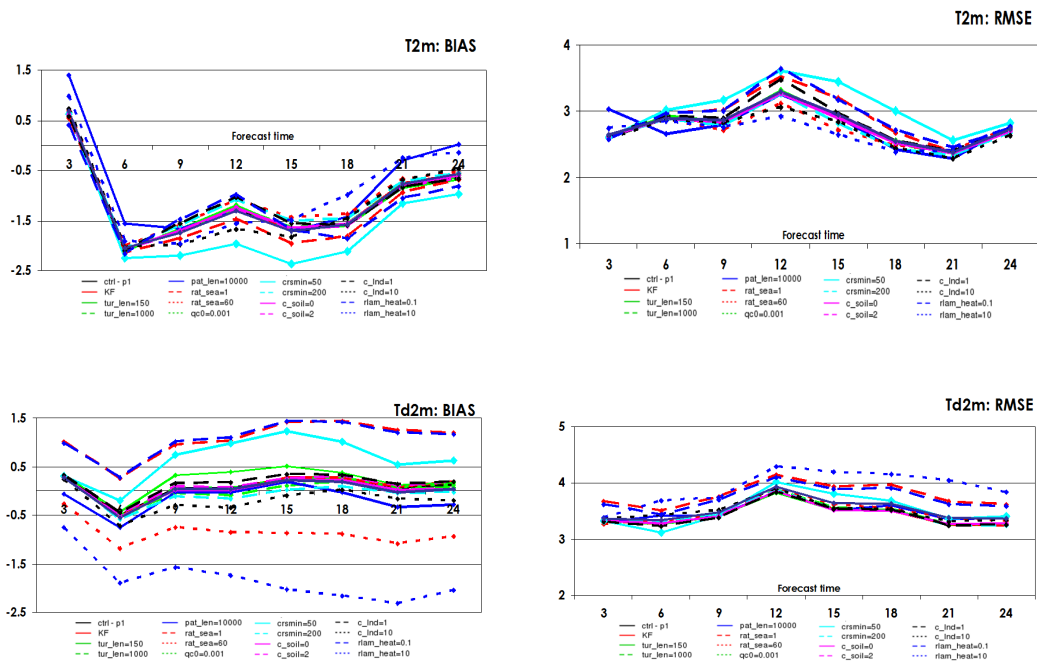 T2m: BIAS
1.5
0.5
-0.5
-1.5
-2.5
Forecast time
3 6 9 12 15 18 21 24
ctrl - p1 pat_len=10000 crsmin=50 c_lnd=1
KF rat_sea=1 crsmin=200 c_lnd=10
tur_len=150 rat_sea=60 c_soil=0 rlam_heat=0.1
tur_len=1000 qc0=0.001 c_soil=2 rlam_heat=10
T2m: RMSE
4
3
2
1
Forecast time
3 6 9 12 15 18 21 24
ctrl - p1 pat_len=10000 crsmin=50 c_lnd=1
KF rat_sea=1 crsmin=200 c_lnd=10
tur_len=150 rat_sea=60 c_soil=0 rlam_heat=0.1
tur_len=1000 qc0=0.001 c_soil=2 rlam_heat=10
Td2m: BIAS
1.5
0.5
-0.5
-1.5
-2.5
3 6 9 12 15 18 21 24
ctrl - p1 pat_len=10000 crsmin=50 c_lnd=1
KF rat_sea=1 crsmin=200 c_lnd=10
tur_len=150 rat_sea=60 c_soil=0 rlam_heat=0.1
tur_len=1000 qc0=0.001 c_soil=2 rlam_heat=10
Td2m: RMSE
5
4
3
2
Forecast time
3 6 9 12 15 18 21 24
ctrl - p1 pat_len=10000 crsmin=50 c_lnd=1
KF rat_sea=1 crsmin=200 c_lnd=10
tur_len=150 rat_sea=60 c_soil=0 rlam_heat=0.1
tur_len=1000 qc0=0.001 c_soil=2 rlam_heat=10